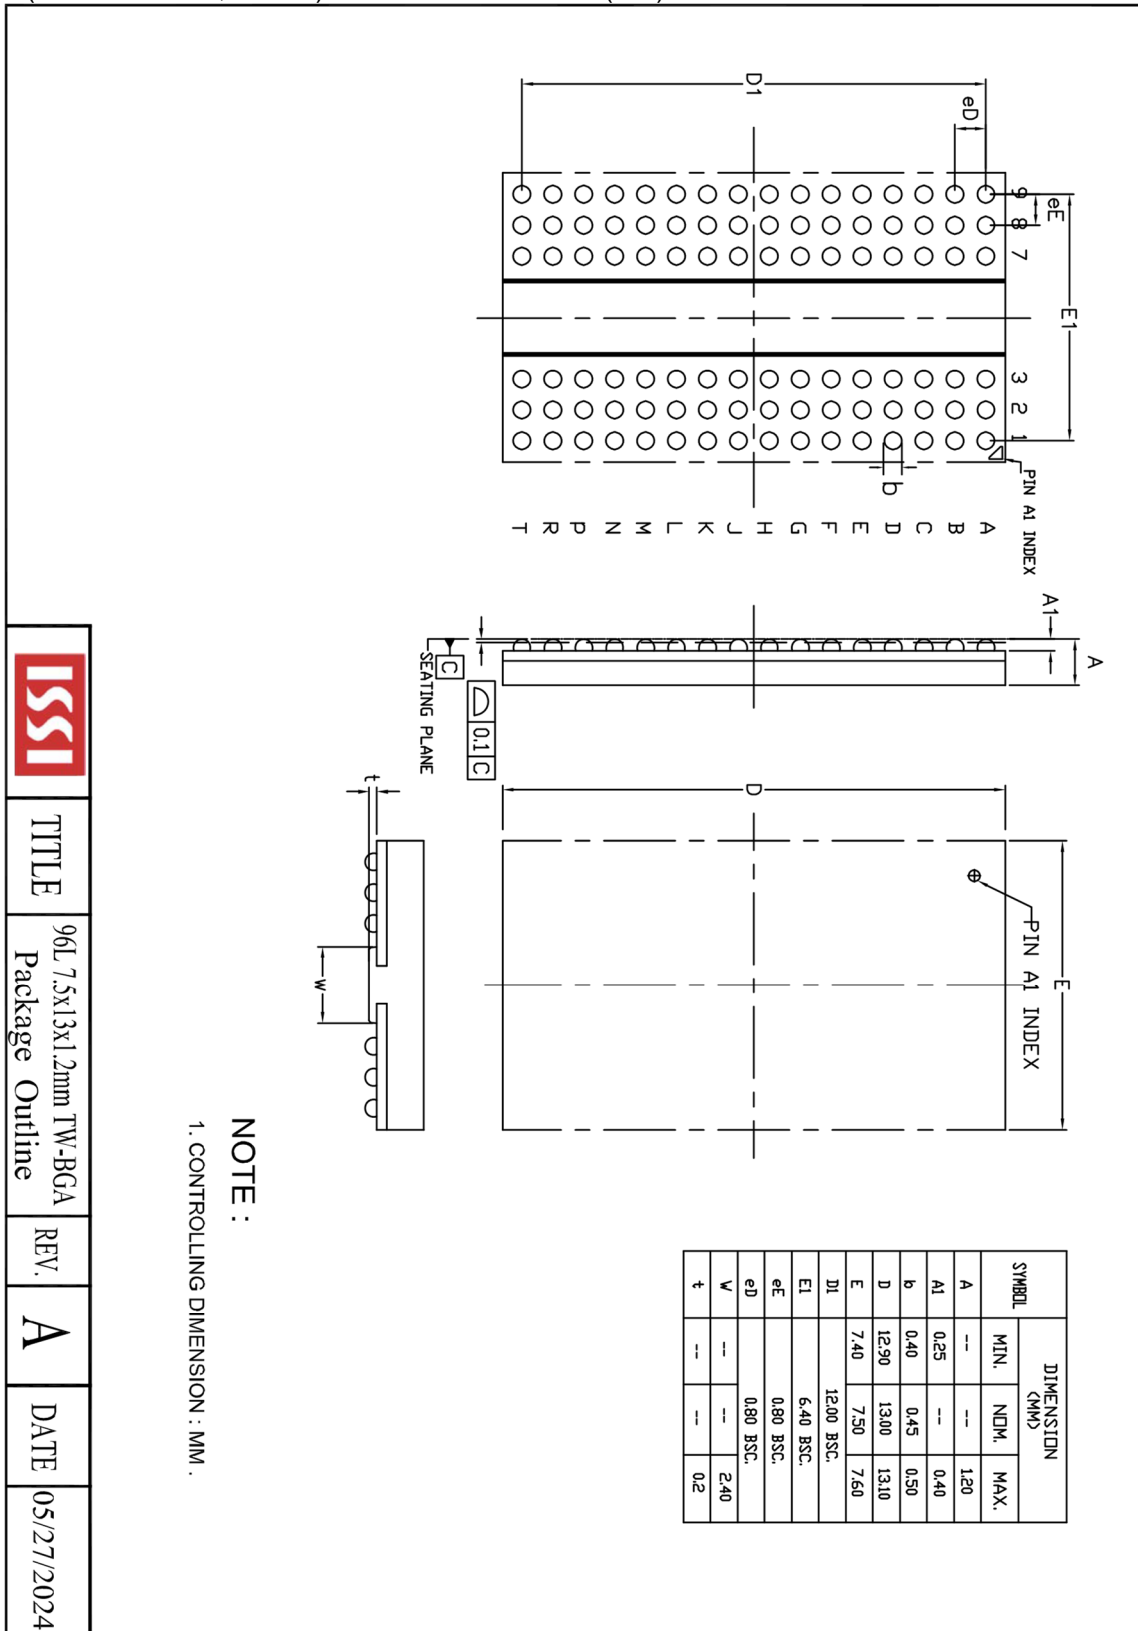 D1
eD
9
8
7
eE
E1
3
2
1
PIN A1 INDEX
b
T R P N M L K J H G F E D C B A
A1
A
C
SEATING PLANE
0.1 C
D
PIN A1 INDEX
E
t
w
SYMBOL DIMENSION
(MM)
MIN. NOM. MAX.
A -- -- 1.20
A1 0.25 -- 0.40
b 0.40 0.45 0.50
D 12.90 13.00 13.10
E 7.40 7.50 7.60
D1 12.00 BSC.
E1 6.40 BSC.
eE 0.80 BSC.
eD 0.80 BSC.
W -- -- 2.40
t -- -- 0.2
NOTE :
1. CONTROLLING DIMENSION : MM .
ISSI
TITLE
96L 7.5x13x1.2mm TW-BGA
Package Outline
REV.
A
DATE
05/27/2024